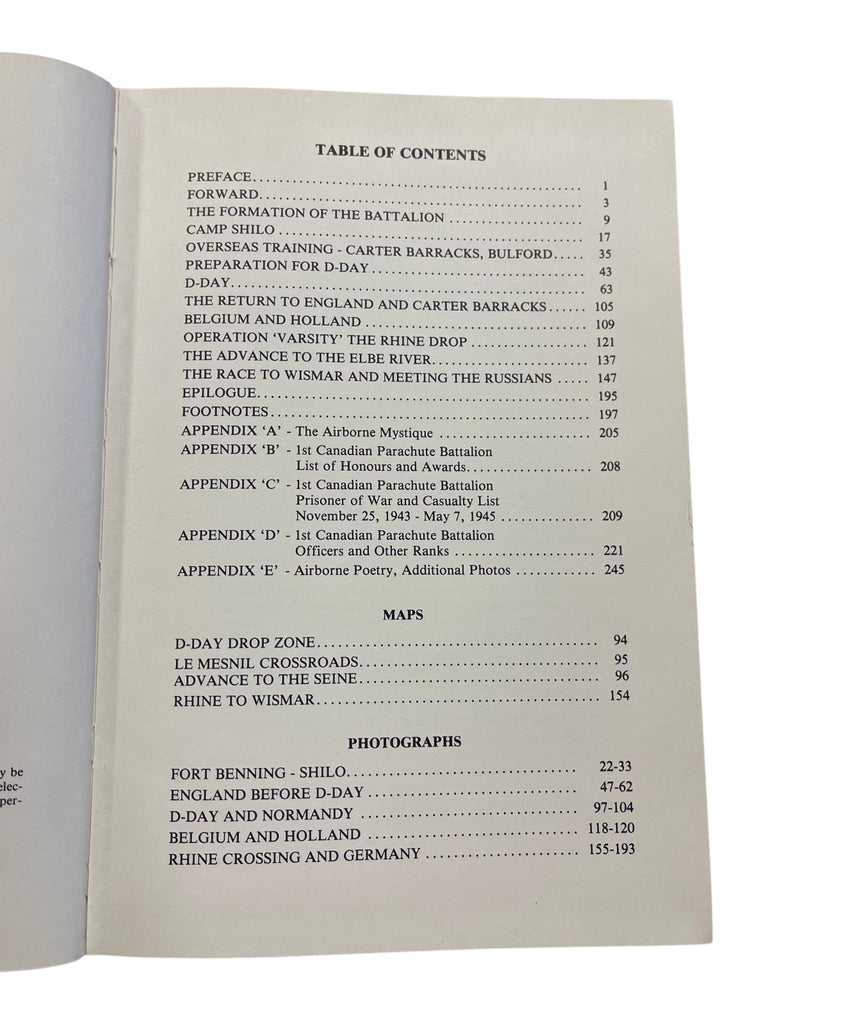 TABLE OF CONTENTS
PREFACE................................................. 1
FORWARD................................................. 3
THE FORMATION OF THE BATTALION .................... 9
CAMP SHILO .............................................. 17
OVERSEAS TRAINING - CARTER BARRACKS, BULFORD..... 35
PREPARATION FOR D-DAY ................................ 43
D-DAY..................................................... 63
THE RETURN TO ENGLAND AND CARTER BARRACKS...... 105
BELGIUM AND HOLLAND .................................. 109
OPERATION ‘VARSITY’ THE RHINE DROP .................. 121
THE ADVANCE TO THE ELBE RIVER........................ 137
THE RACE TO WISMAR AND MEETING THE RUSSIANS ..... 147
EPILOGUE.................................................. 195
FOOTNOTES................................................ 197
APPENDIX ‘A’ - The Airborne Mystique ....................... 205
APPENDIX ‘B’ - 1st Canadian Parachute Battalion
List of Honours and Awards................... 208
APPENDIX ‘C’ - 1st Canadian Parachute Battalion
Prisoner of War and Casualty List
November 25, 1943 - May 7, 1945 .............. 209
APPENDIX ‘D’ - 1st Canadian Parachute Battalion
Officers and Other Ranks ..................... 221
APPENDIX ‘E’ - Airborne Poetry, Additional Photos ............ 245
MAPS
D-DAY DROP ZONE.......................................... 94
LE MESNIL CROSSROADS.................................... 95
ADVANCE TO THE SEINE.................................... 96
RHINE TO WISMAR.......................................... 154
PHOTOGRAPHS
FORT BENNING - SHILO.................................. 22-33
ENGLAND BEFORE D-DAY ................................ 47-62
D-DAY AND NORMANDY ................................ 97-104
BELGIUM AND HOLLAND ................................ 118-120
RHINE CROSSING AND GERMANY ....................... 155-193
y be
elec-
per-